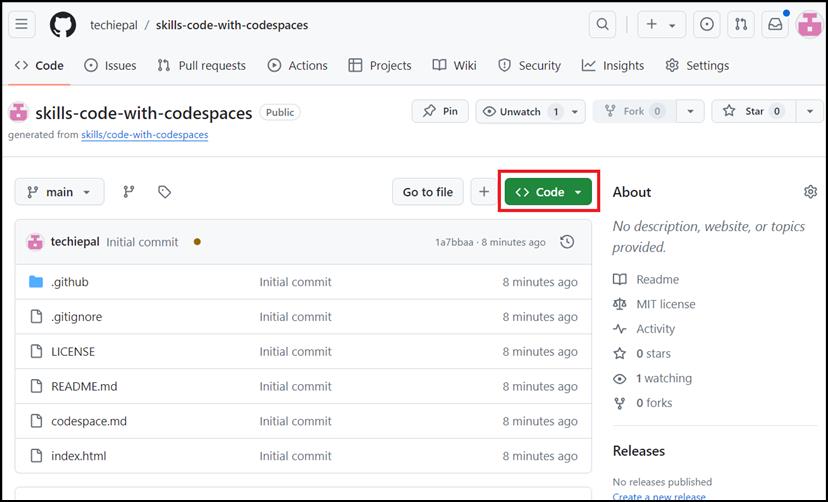 techiepal / skills-code-with-codespaces
Code Issues Pull requests Actions Projects Wiki Security Insights Settings
skills-code-with-codespaces Public Pin Unwatch 1 Fork 0 Star 0
generated from skills/code-with-codespaces
main Go to file Code
techiepal Initial commit 1a7bbaa · 8 minutes ago
.github Initial commit 8 minutes ago
.gitignore Initial commit 8 minutes ago
LICENSE Initial commit 8 minutes ago
README.md Initial commit 8 minutes ago
codespace.md Initial commit 8 minutes ago
index.html Initial commit 8 minutes ago
About
No description, website, or topics
provided.
Readme
MIT license
Activity
0 stars
1 watching
0 forks
Releases
No releases published
Create a new release